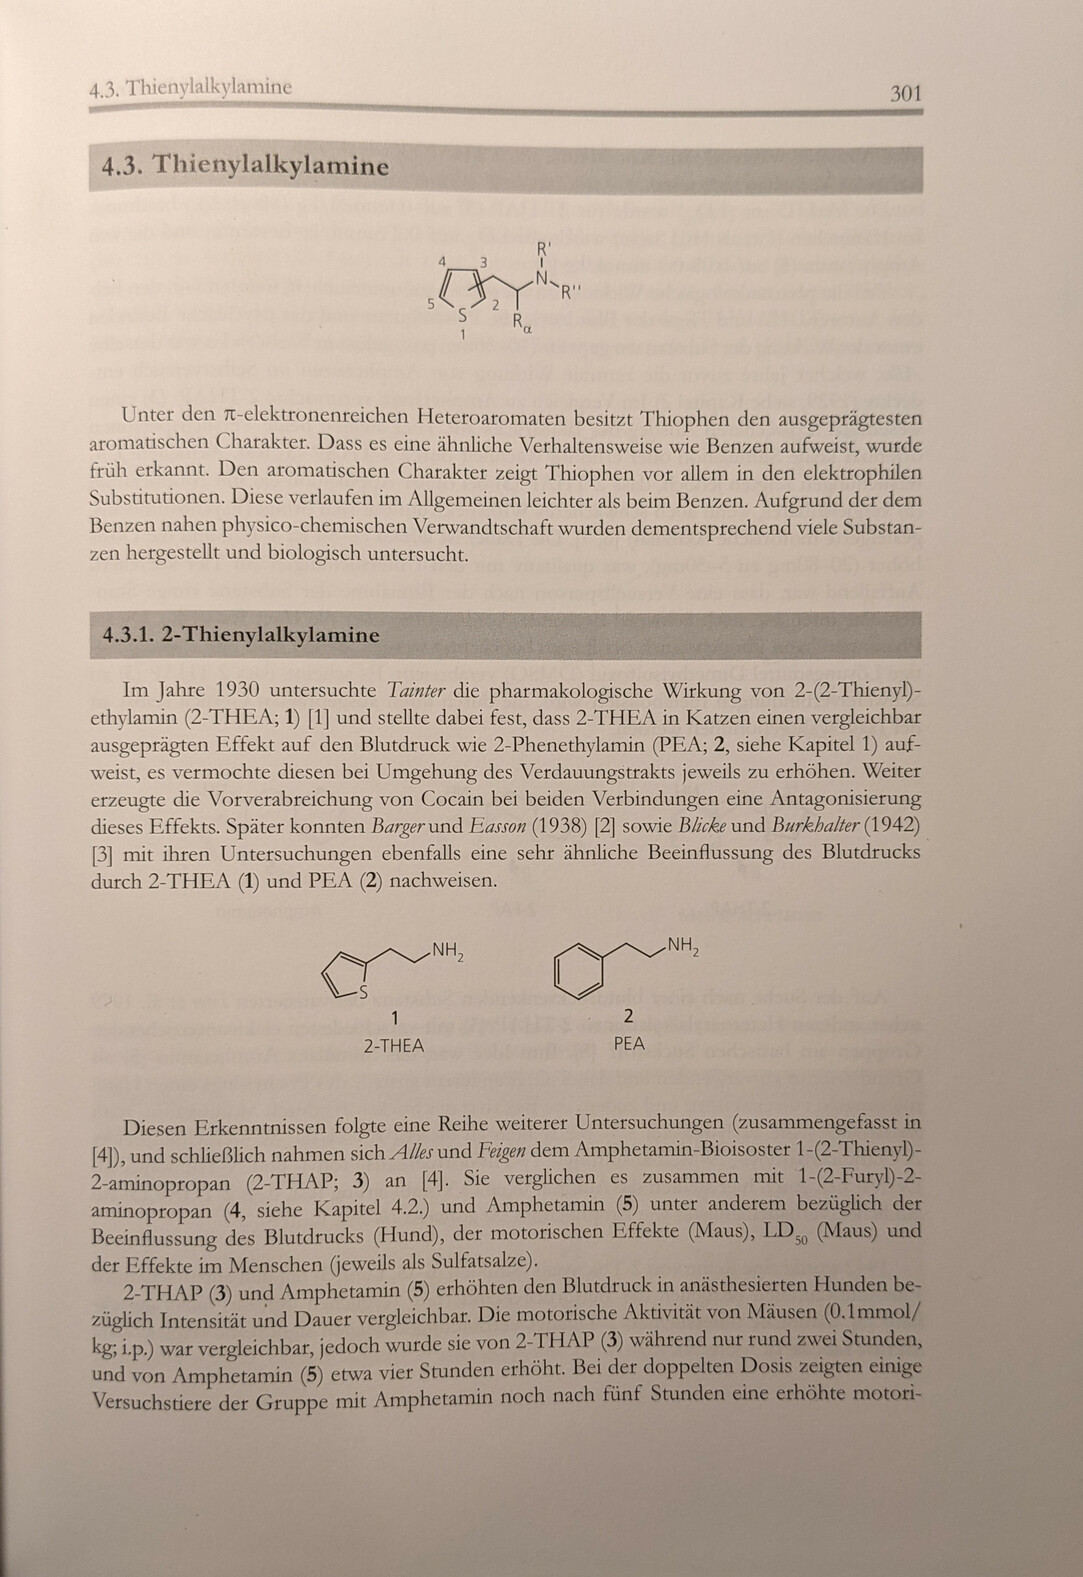 4.3. Thienylalkylamine
301
4.3. Thienylalkylamine
R'
4
3
N
R''
5
S
2
Rα
1
Unter den π-elektronenreichen Heteroaromaten besitzt Thiophen den ausgeprägtesten
aromatischen Charakter. Dass es eine ähnliche Verhaltensweise wie Benzen aufweist, wurde
früh erkannt. Den aromatischen Charakter zeigt Thiophen vor allem in den elektrophilen
Substitutionen. Diese verlaufen im Allgemeinen leichter als beim Benzen. Aufgrund der dem
Benzen nahen physico-chemischen Verwandtschaft wurden dementsprechend viele Substan-
zen hergestellt und biologisch untersucht.
4.3.1. 2-Thienylalkylamine
Im Jahre 1930 untersuchte Tainter die pharmakologische Wirkung von 2-(2-Thienyl)-
ethylamin (2-THEA; 1) [1] und stellte dabei fest, dass 2-THEA in Katzen einen vergleichbar
ausgeprägten Effekt auf den Blutdruck wie 2-Phenethylamin (PEA; 2, siehe Kapitel 1) auf-
weist, es vermochte diesen bei Umgehung des Verdauungstrakts jeweils zu erhöhen. Weiter
erzeugte die Vorverabreichung von Cocain bei beiden Verbindungen eine Antagonisierung
dieses Effekts. Später konnten Barger und Easson (1938) [2] sowie Blicke und Burkhalter (1942)
[3] mit ihren Untersuchungen ebenfalls eine sehr ähnliche Beeinflussung des Blutdrucks
durch 2-THEA (1) und PEA (2) nachweisen.
NH2
NH2
S
1
2
2-THEA
PEA
Diesen Erkenntnissen folgte eine Reihe weiterer Untersuchungen (zusammengefasst in
[4]), und schließlich nahmen sich Alles und Feigen dem Amphetamin-Bioisoster 1-(2-Thienyl)-
2-aminopropan (2-THAP; 3) an [4]. Sie verglichen es zusammen mit 1-(2-Furyl)-2-
aminopropan (4, siehe Kapitel 4.2.) und Amphetamin (5) unter anderem bezüglich der
Beeinflussung des Blutdrucks (Hund), der motorischen Effekte (Maus), LD50 (Maus) und
der Effekte im Menschen (jeweils als Sulfatsalze).
2-THAP (3) und Amphetamin (5) erhöhten den Blutdruck in anästhesierten Hunden be-
züglich Intensität und Dauer vergleichbar. Die motorische Aktivität von Mäusen (0.1mmol/
kg; i.p.) war vergleichbar, jedoch wurde sie von 2-THAP (3) während nur rund zwei Stunden,
und von Amphetamin (5) etwa vier Stunden erhöht. Bei der doppelten Dosis zeigten einige
Versuchstiere der Gruppe mit Amphetamin noch nach fünf Stunden eine erhöhte motori-